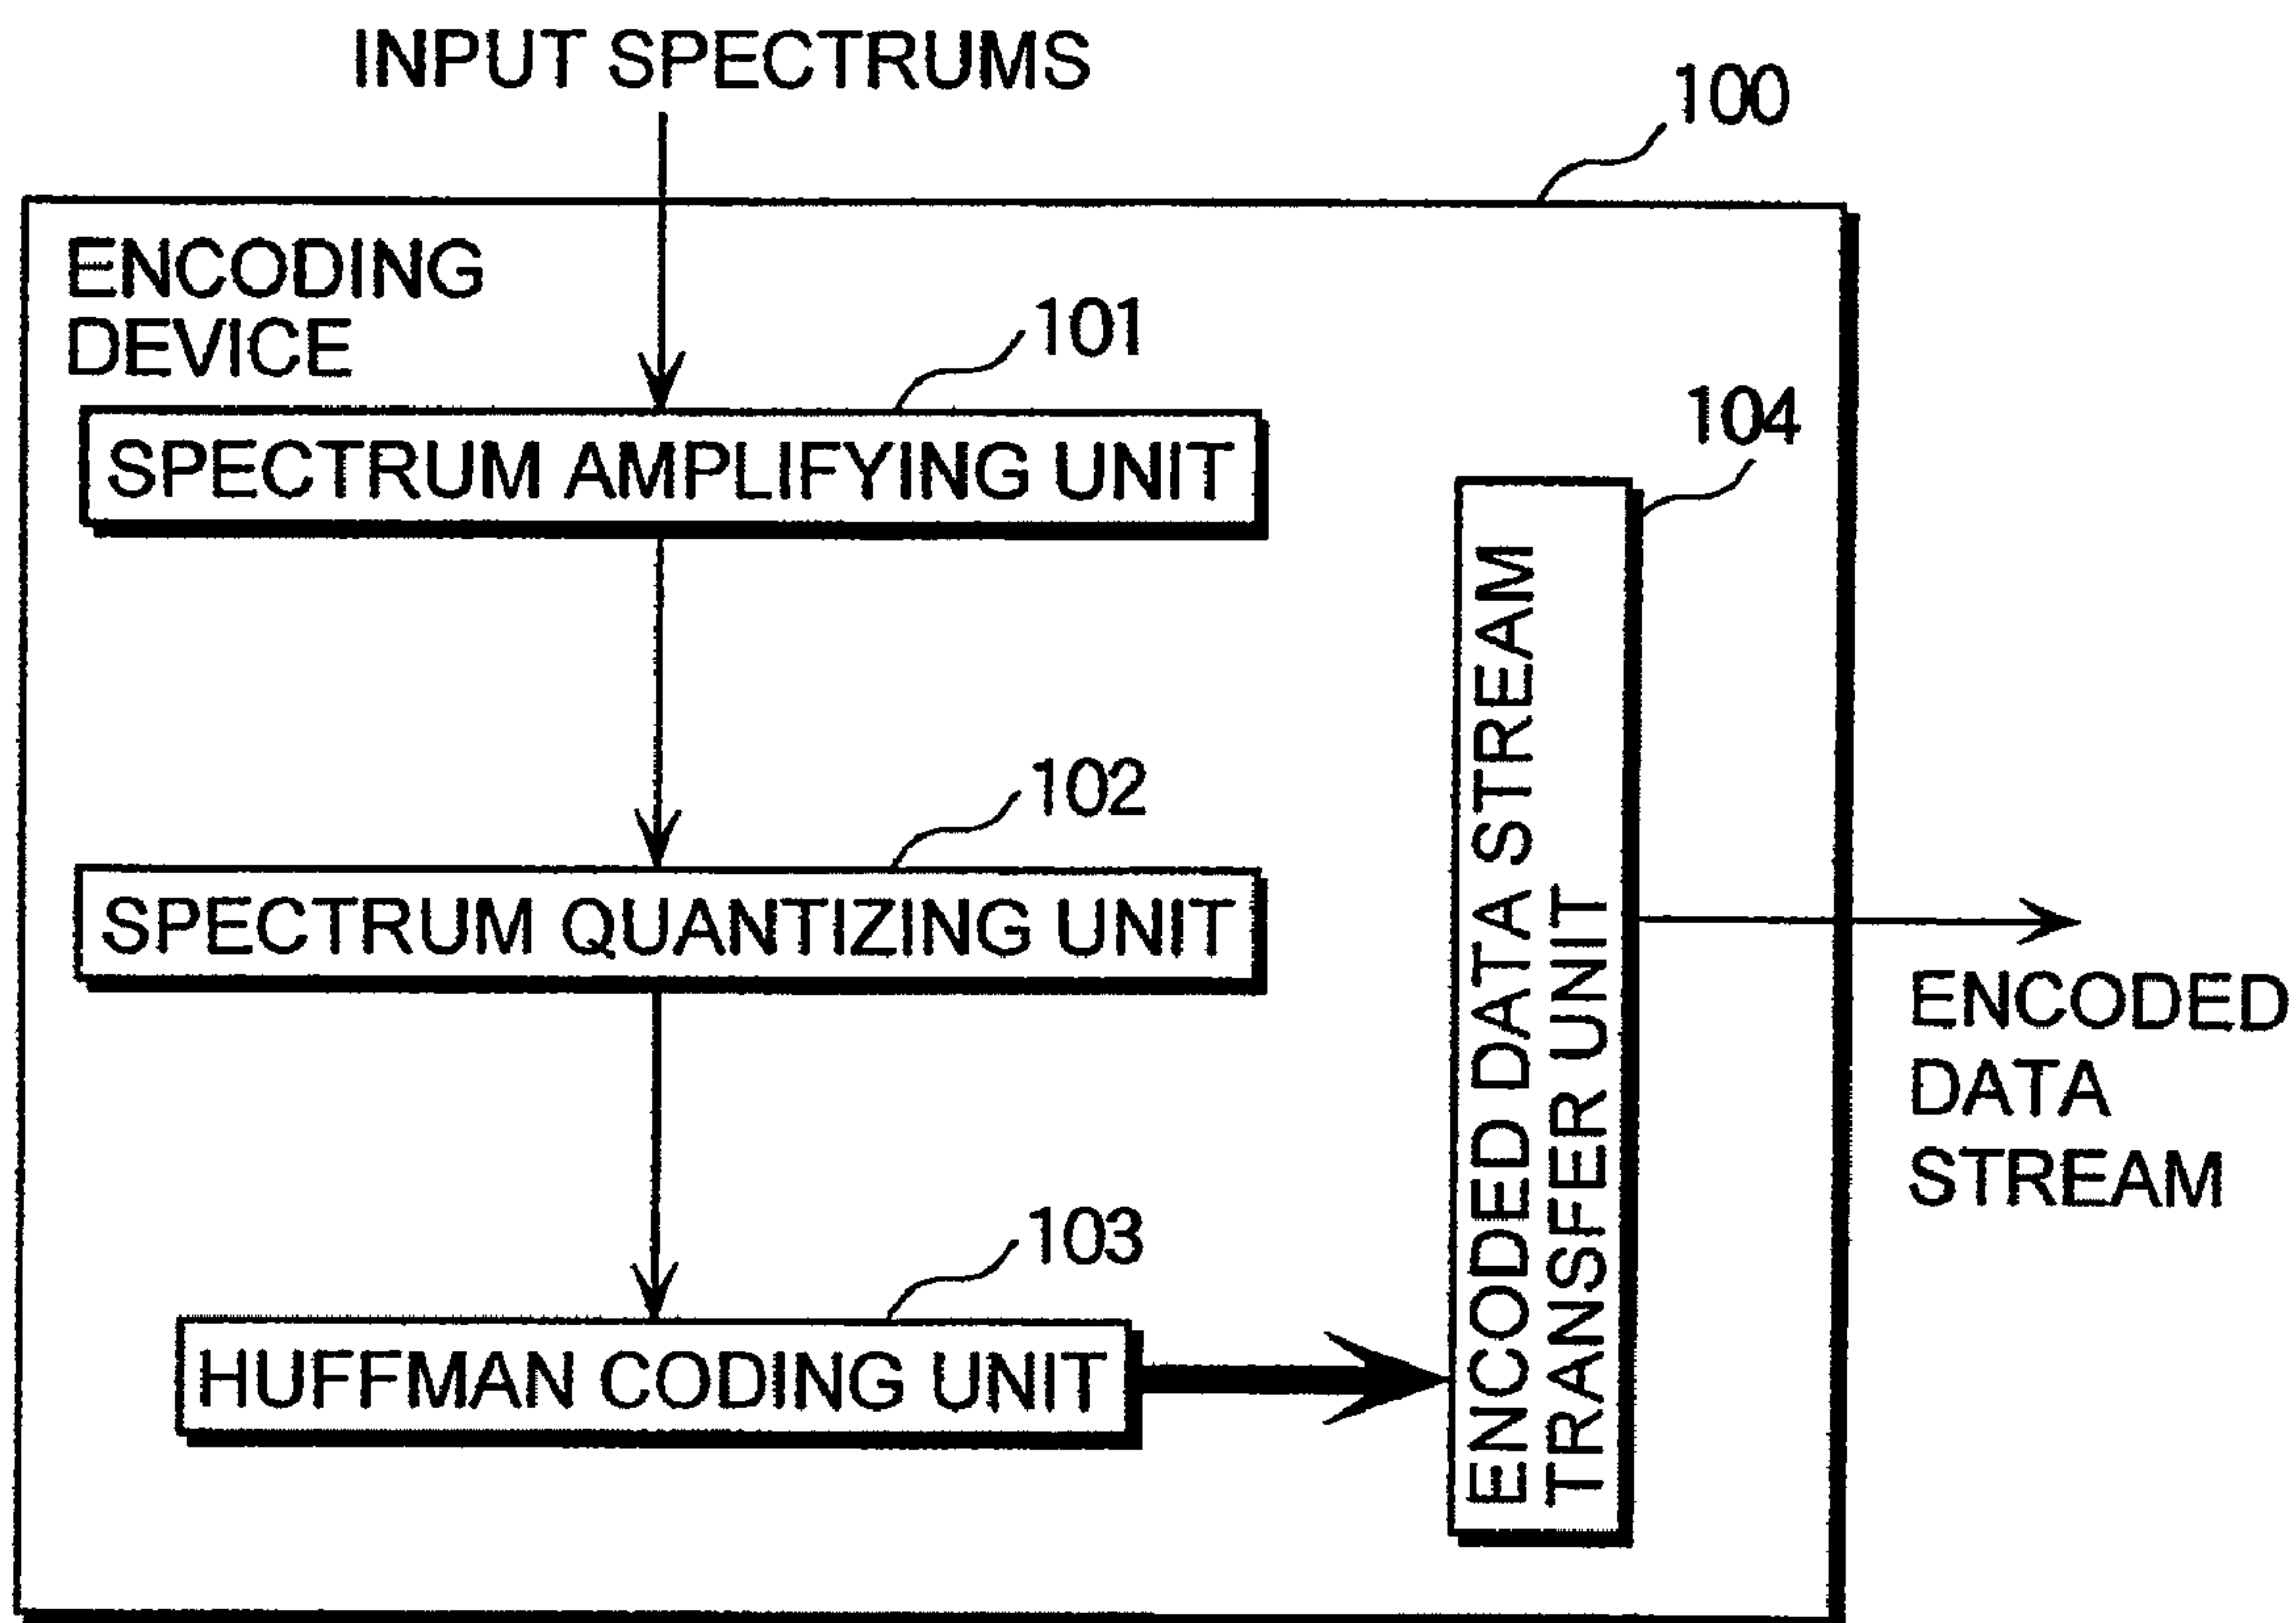 INPUT SPECTRUMS
100
ENCODING
DEVICE
101
SPECTRUM AMPLIFYING UNIT
104
102
SPECTRUM QUANTIZING UNIT
ENCODED DATA STREAM
TRANSFER UNIT
ENCODED
DATA
STREAM
103
HUFFMAN CODING UNIT